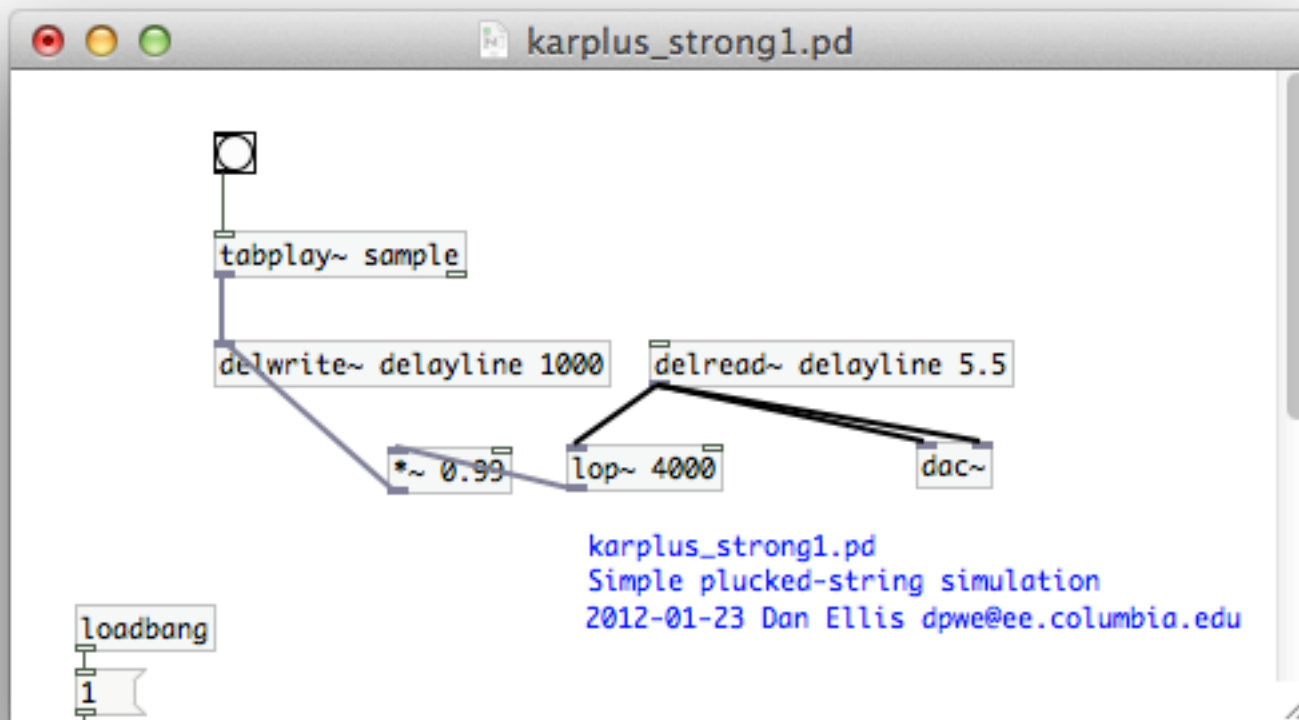 karplus_strong1.pd
tabplay~ sample
delwrite~ delayline 1000
delread~ delayline 5.5
*~ 0.99
lop~ 4000
dac~
karplus_strong1.pd
Simple plucked-string simulation
2012-01-23 Dan Ellis dpwe@ee.columbia.edu
loadbang
1